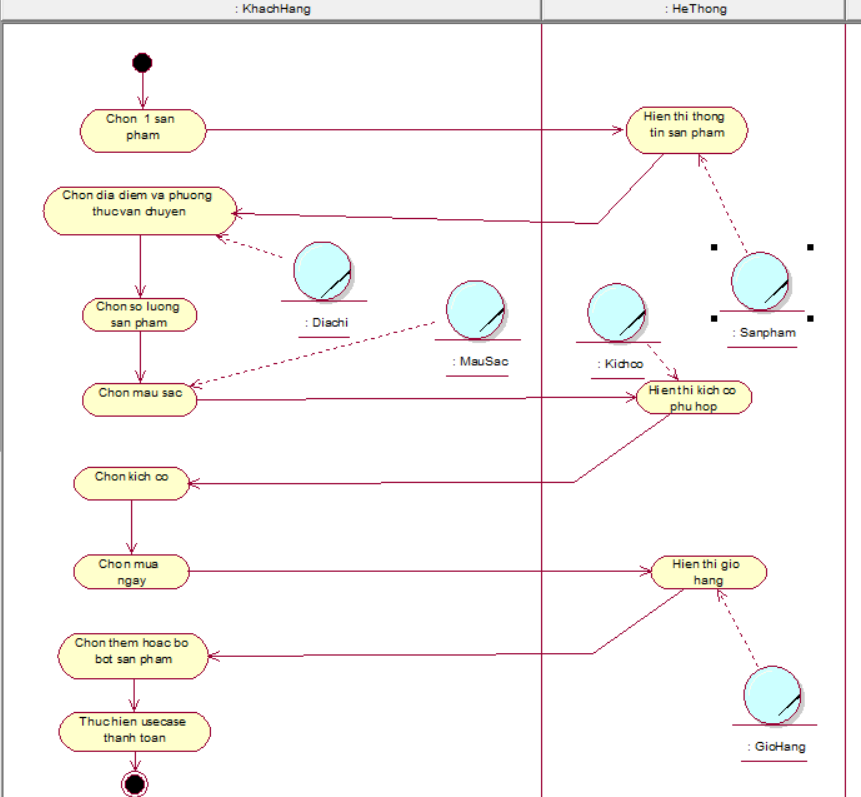 : KhachHang
: HeThong
Chon 1 san
pham
Hien thi thong
tin san pham
Chon dia diem va phuong
thuc van chuyen
: Diachi
: MauSac
: Kichco
: Sanpham
Chon so luong
san pham
Chon mau sac
Hien thi kich co
phu hop
Chon kich co
Chon mua
ngay
Hien thi gio
hang
Chon them hoac bo
bot san pham
: GioHang
Thuc hien usecase
thanh toan